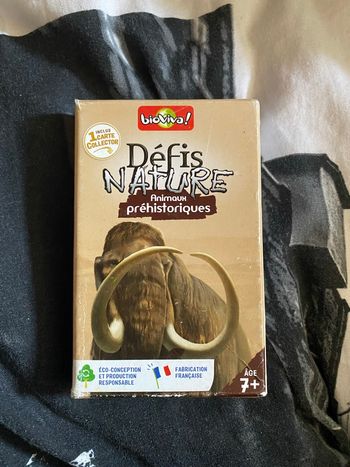 bioviva!
INCLUS
1 CARTE
COLLECTOR
Défis
NATURE
Animaux
préhistoriques
ÉCO-CONCEPTION
ET PRODUCTION
RESPONSABLE
FABRICATION
FRANÇAISE
ÂGE
7+